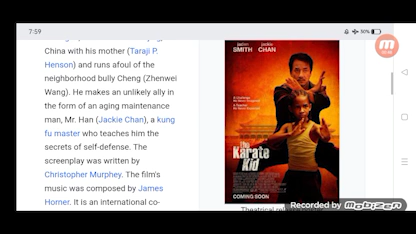 7:59
50%
China with his mother (Taraji P.
Henson) and runs afoul of the
neighborhood bully Cheng (Zhenwei
Wang). He makes an unlikely ally in
the form of an aging maintenance
man, Mr. Han (Jackie Chan), a kung
fu master who teaches him the
secrets of self-defense. The
screenplay was written by
Christopher Murphey. The film's
music was composed by James
Horner. It is an international co-
jaden jackie
SMITH CHAN
the
Karate
Kid
COMING SOON
Theatrical rel
Recorded by
MOBIZEN